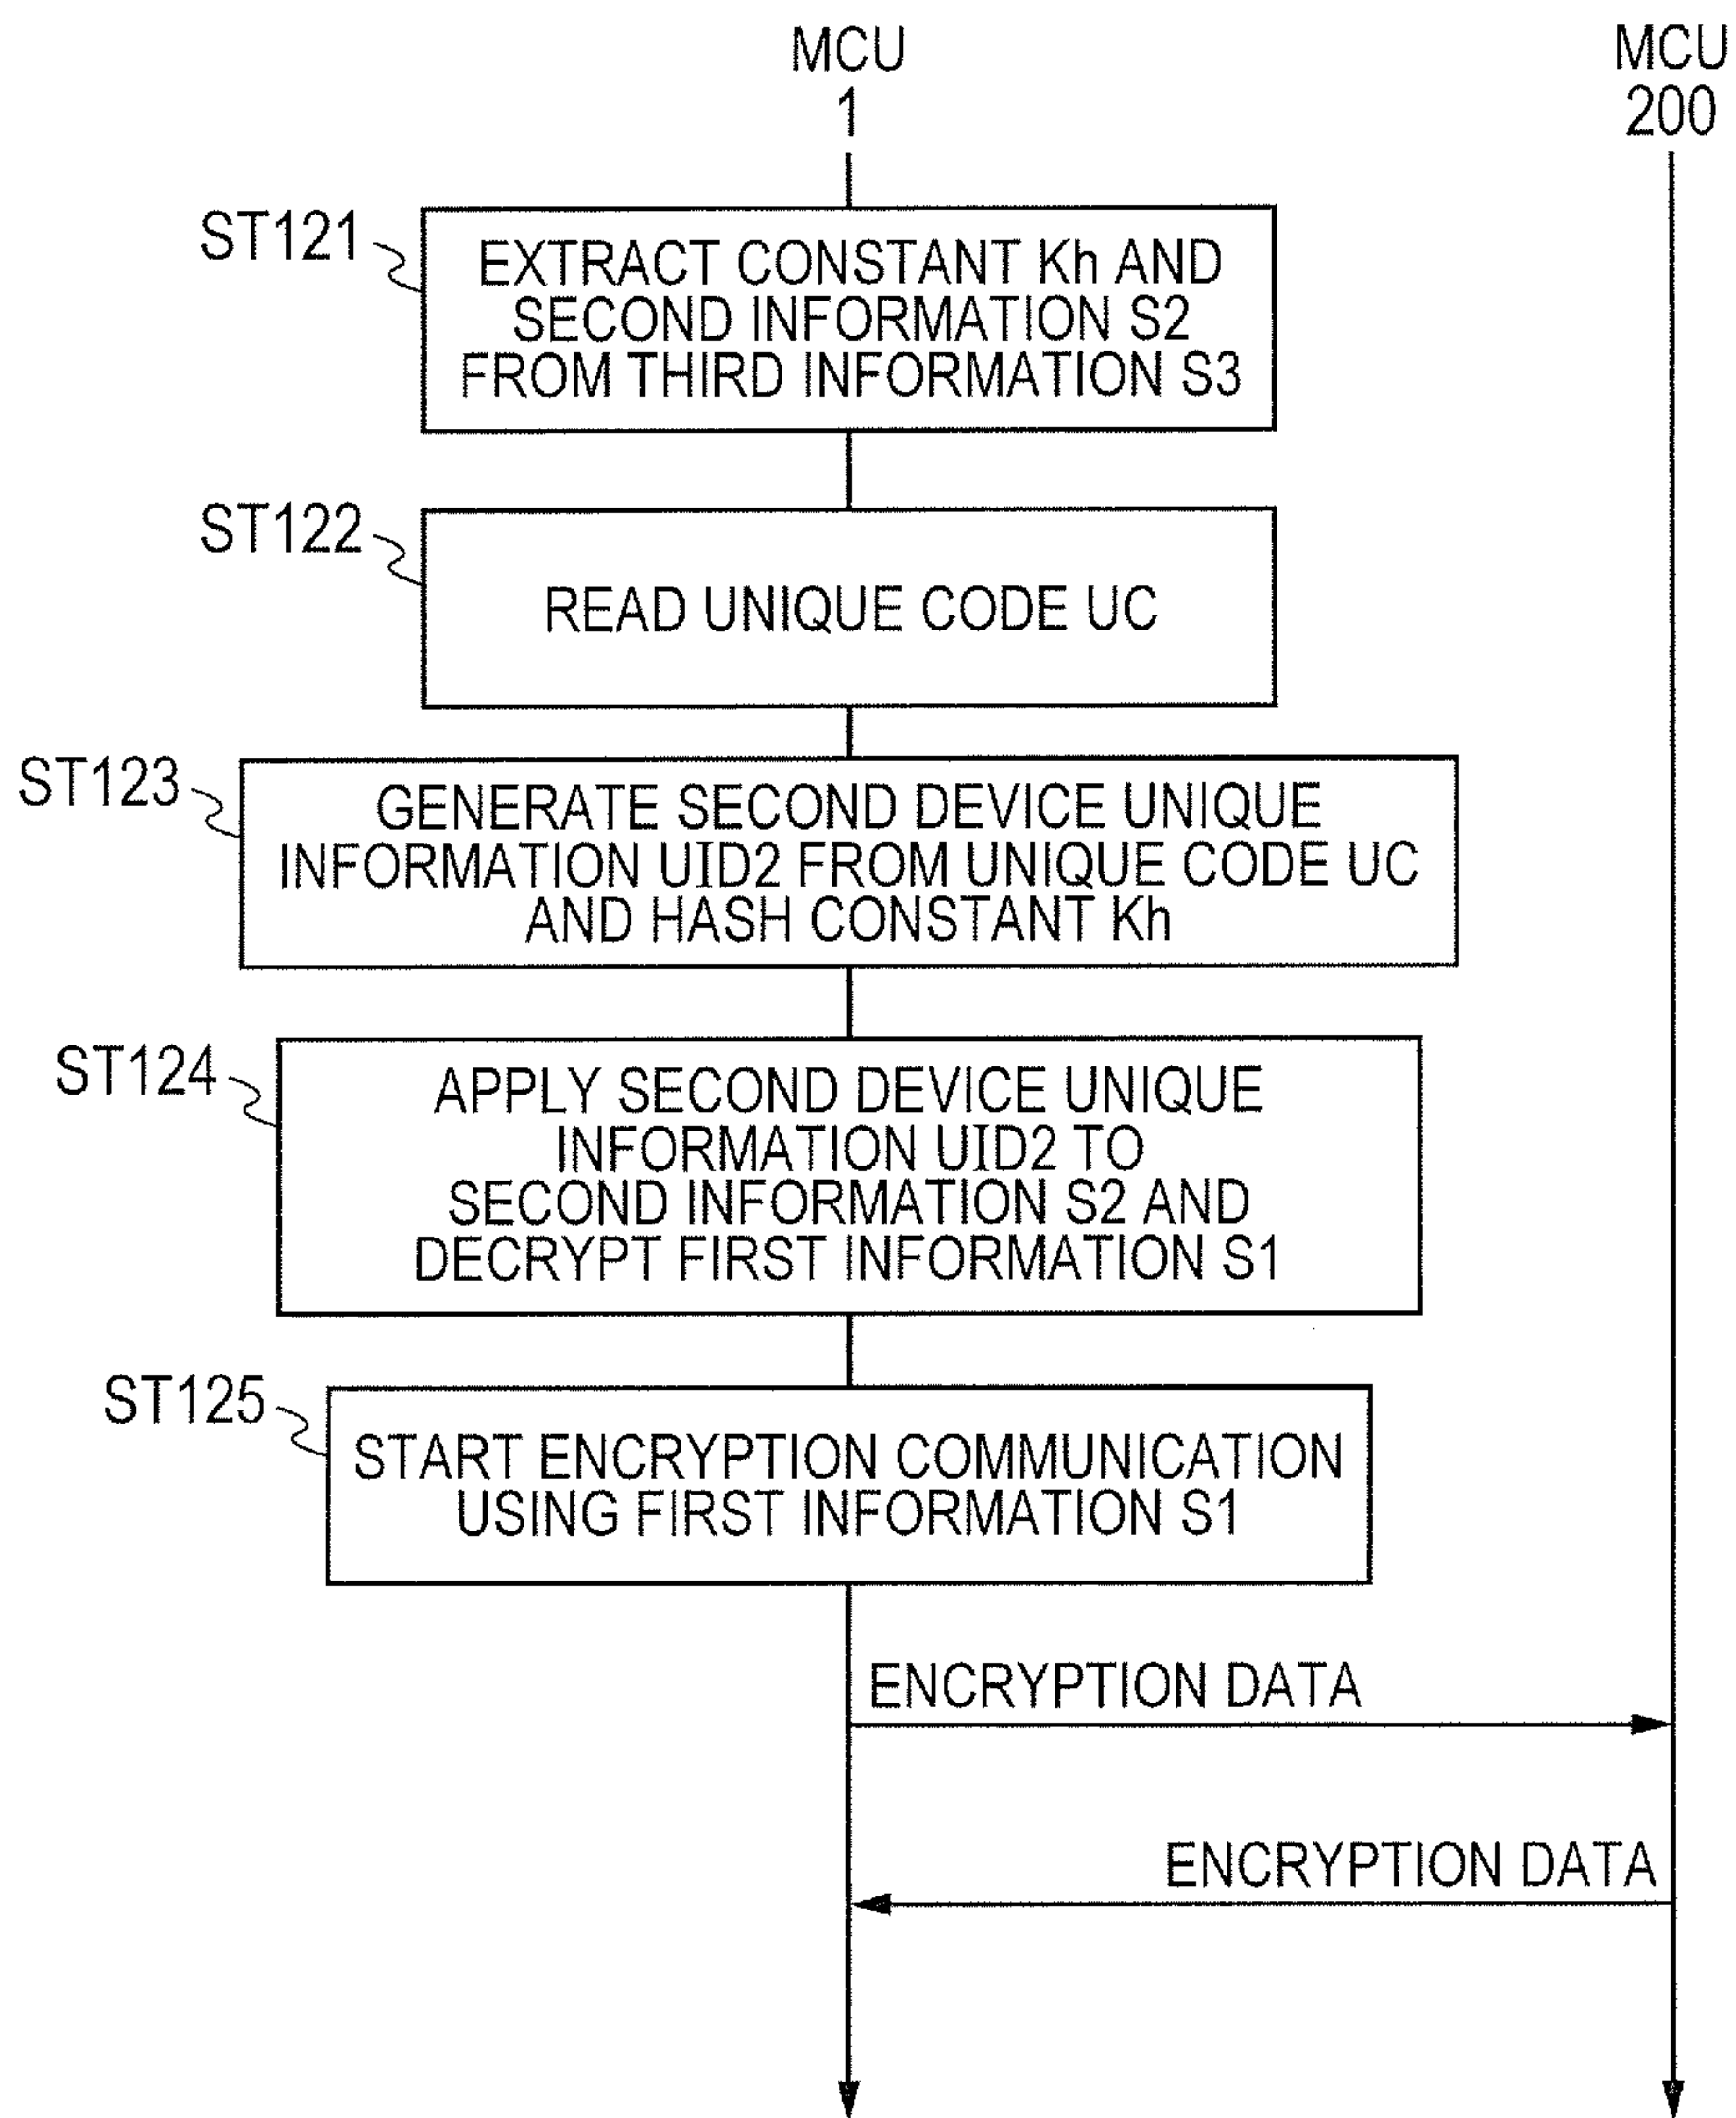 MCU
1
MCU
200
ST121
EXTRACT CONSTANT Kh AND
SECOND INFORMATION S2
FROM THIRD INFORMATION S3
ST122
READ UNIQUE CODE UC
ST123
GENERATE SECOND DEVICE UNIQUE
INFORMATION UID2 FROM UNIQUE CODE UC
AND HASH CONSTANT Kh
ST124
APPLY SECOND DEVICE UNIQUE
INFORMATION UID2 TO
SECOND INFORMATION S2 AND
DECRYPT FIRST INFORMATION S1
ST125
START ENCRYPTION COMMUNICATION
USING FIRST INFORMATION S1
ENCRYPTION DATA
ENCRYPTION DATA